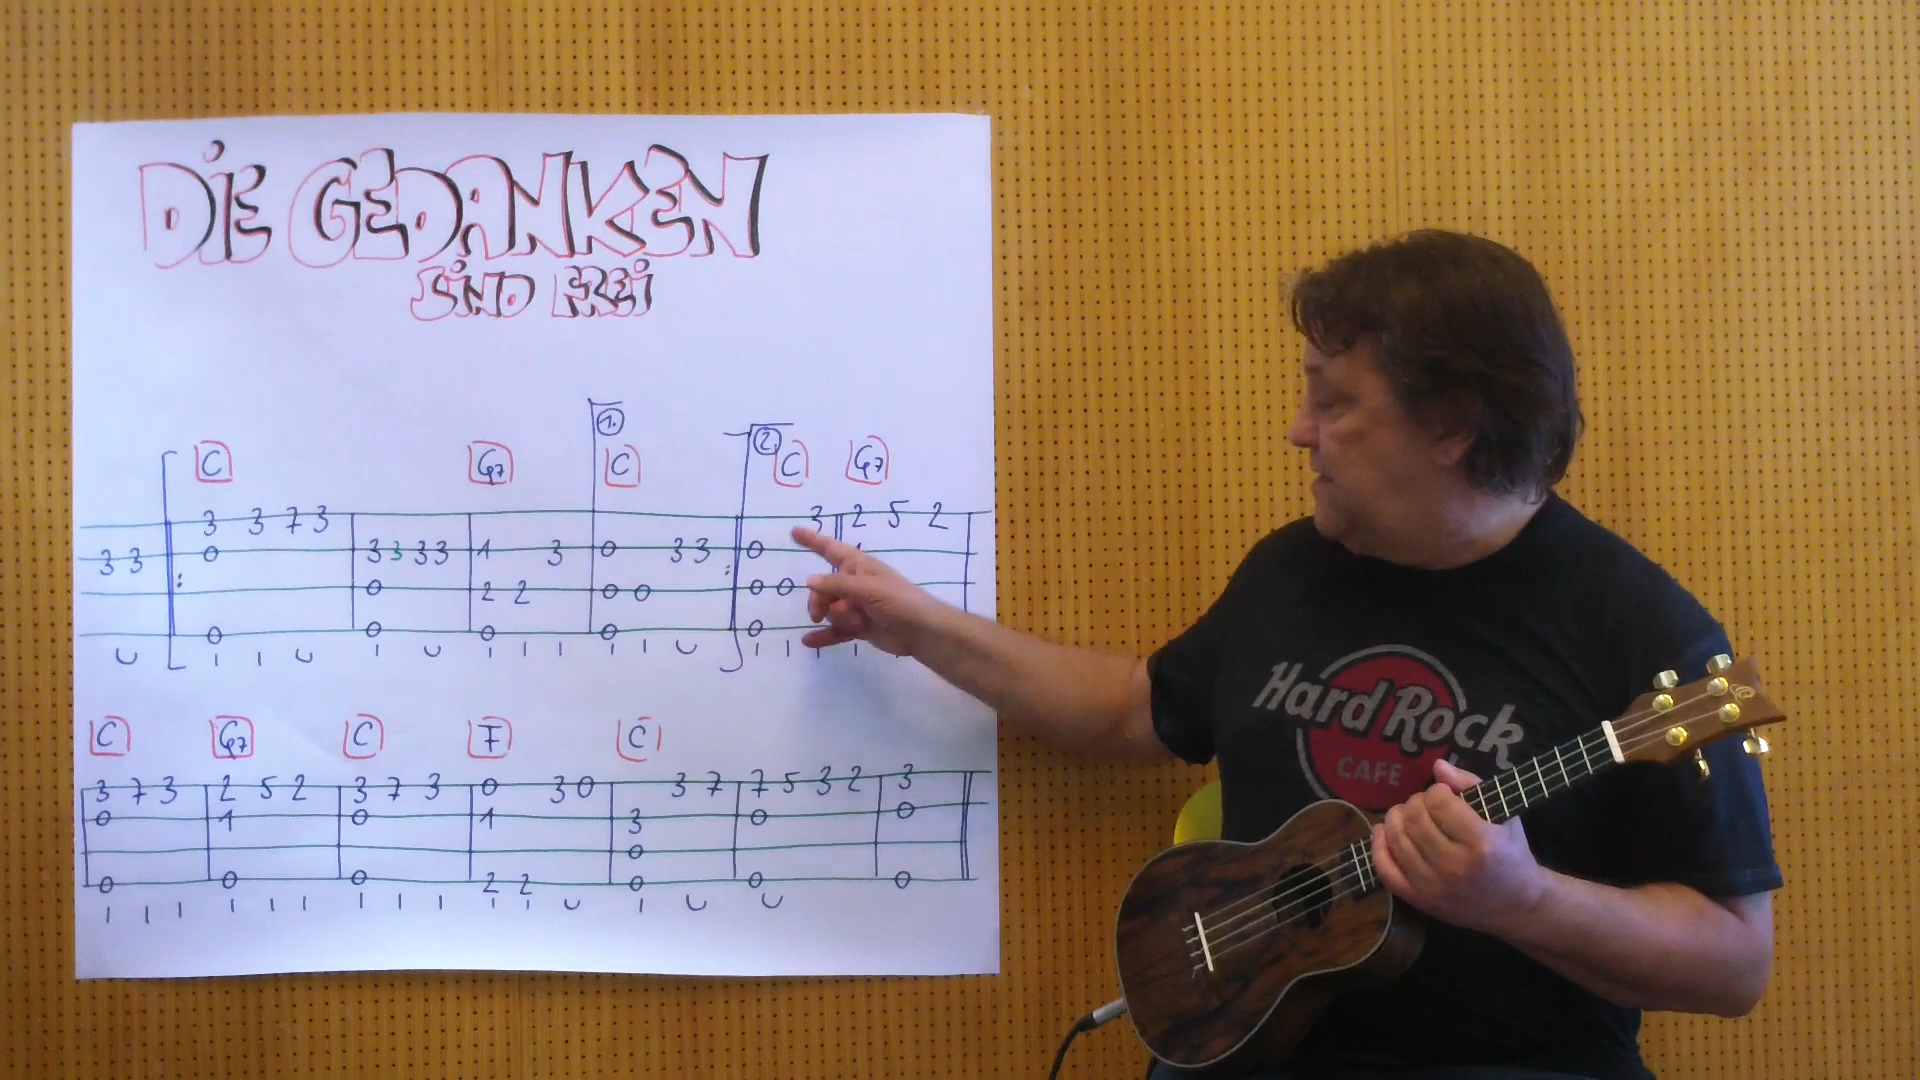 DIE GEDANKEN
SIND FREI
1.
2.
C G7 C C G7
3 3 7 3 3 2 5 2
3 3 0 3 3 3 3 1 3 0 3 3 0
0 2 2 0 0 0 0
0 0 0 0 0
C G7 C F C
3 7 3 2 5 2 3 7 3 0 3 0 3 7 7 5 3 2 3
0 1 0 1 3 0 0
0
0 0 0 2 2 0 0 0
Hard Rock
CAFE